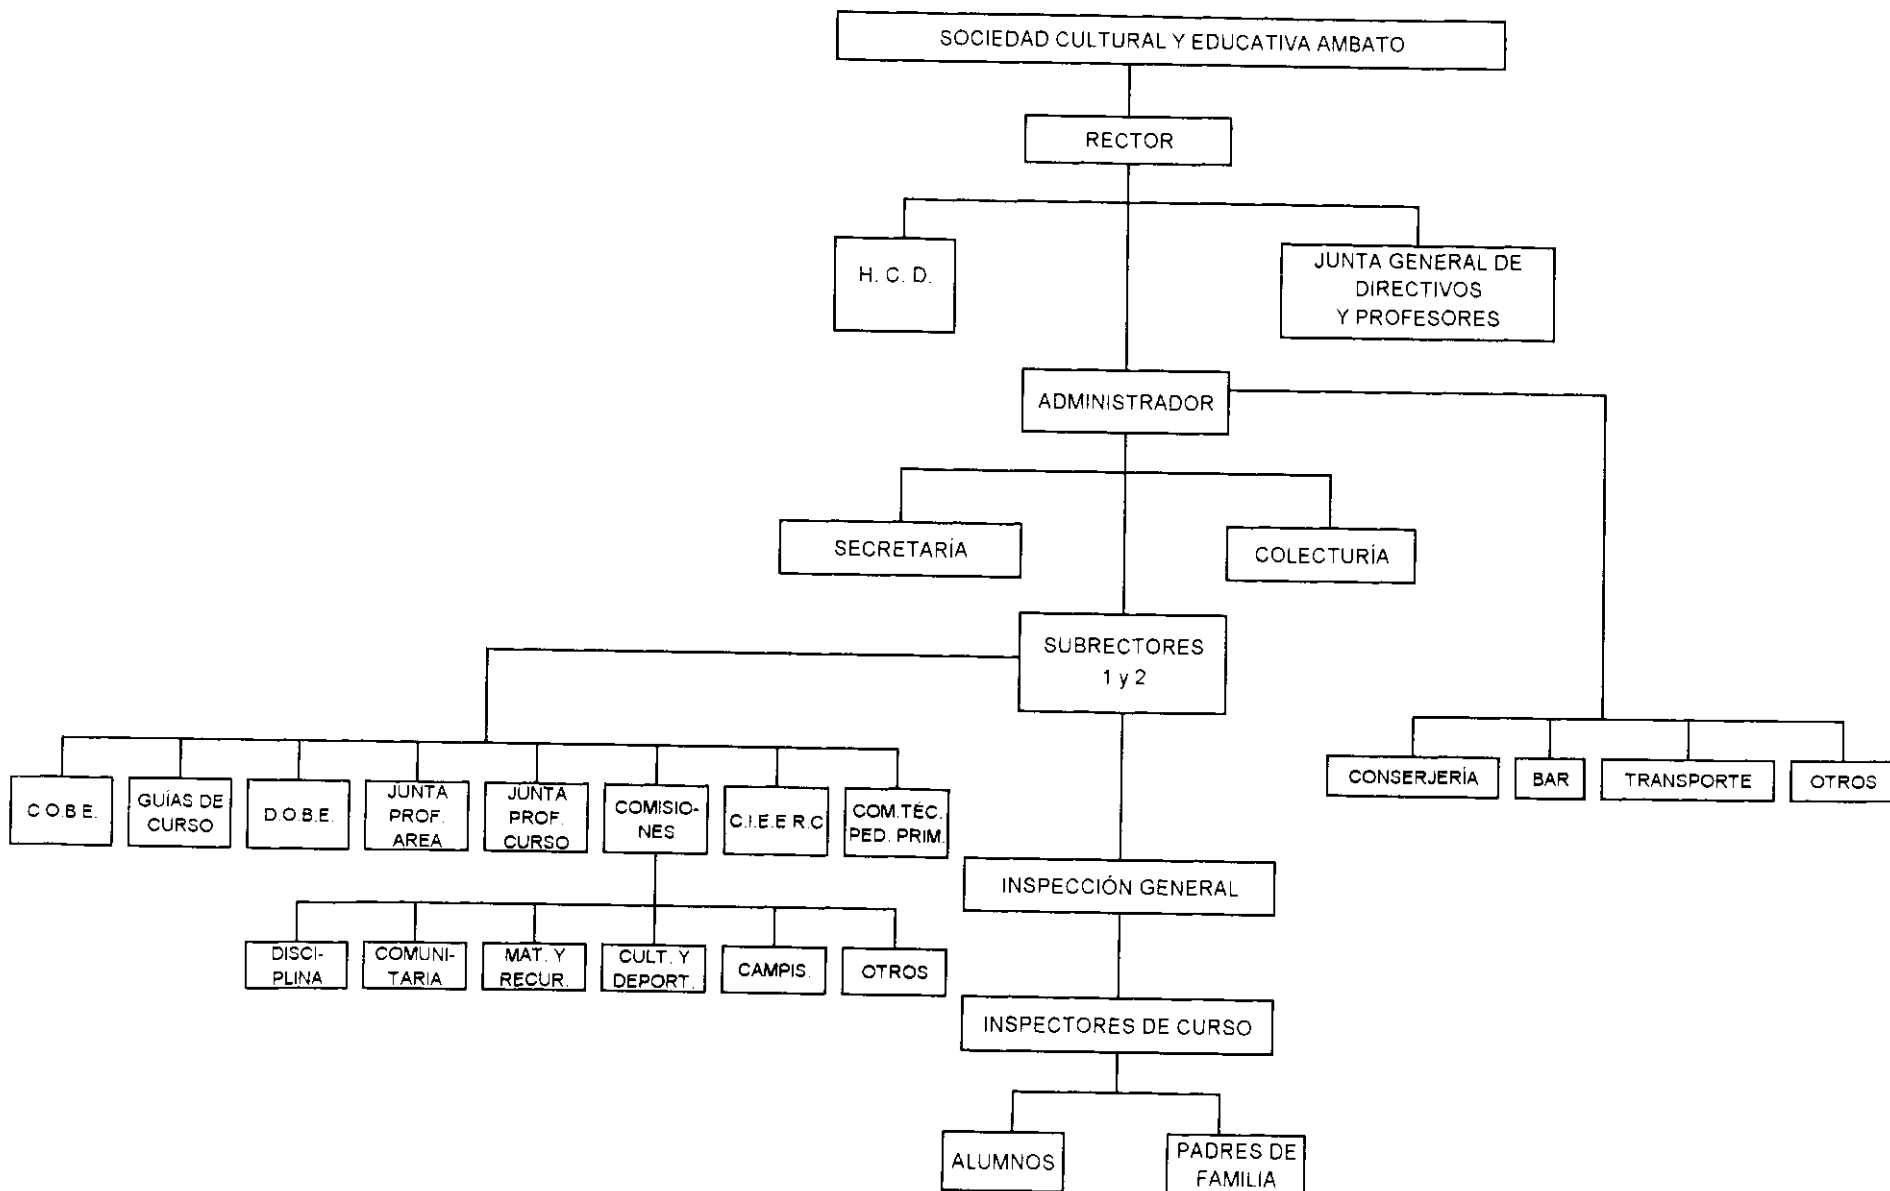 SOCIEDAD CULTURAL Y EDUCATIVA AMBATO
RECTOR
H. C. D.
JUNTA GENERAL DE
DIRECTIVOS
Y PROFESORES
ADMINISTRADOR
SECRETARÍA
COLECTURÍA
SUBRECTORES
1 y 2
CONSERJERÍA
BAR
TRANSPORTE
OTROS
C.O.B.E.
GUÍAS DE
CURSO
D.O.B.E.
JUNTA
PROF.
AREA
JUNTA
PROF.
CURSO
COMISIO-
NES
C.I.E.E R.C
COM.TÉC.
PED. PRIM.
INSPECCIÓN GENERAL
DISCI-
PLINA
COMUNI-
TARIA
MAT. Y
RECUR.
CULT. Y
DEPORT.
CAMPIS.
OTROS
INSPECTORES DE CURSO
ALUMNOS
PADRES DE
FAMILIA